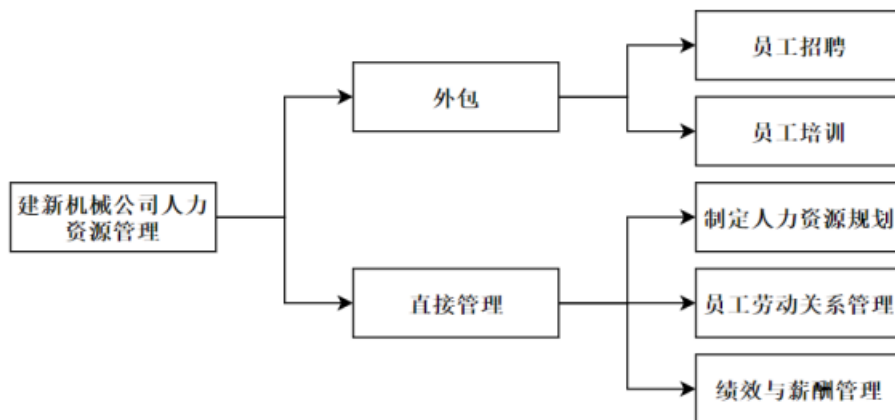 员工招聘
外包
员工培训
建新机械公司人力
资源管理
制定人力资源规划
直接管理
员工劳动关系管理
绩效与薪酬管理